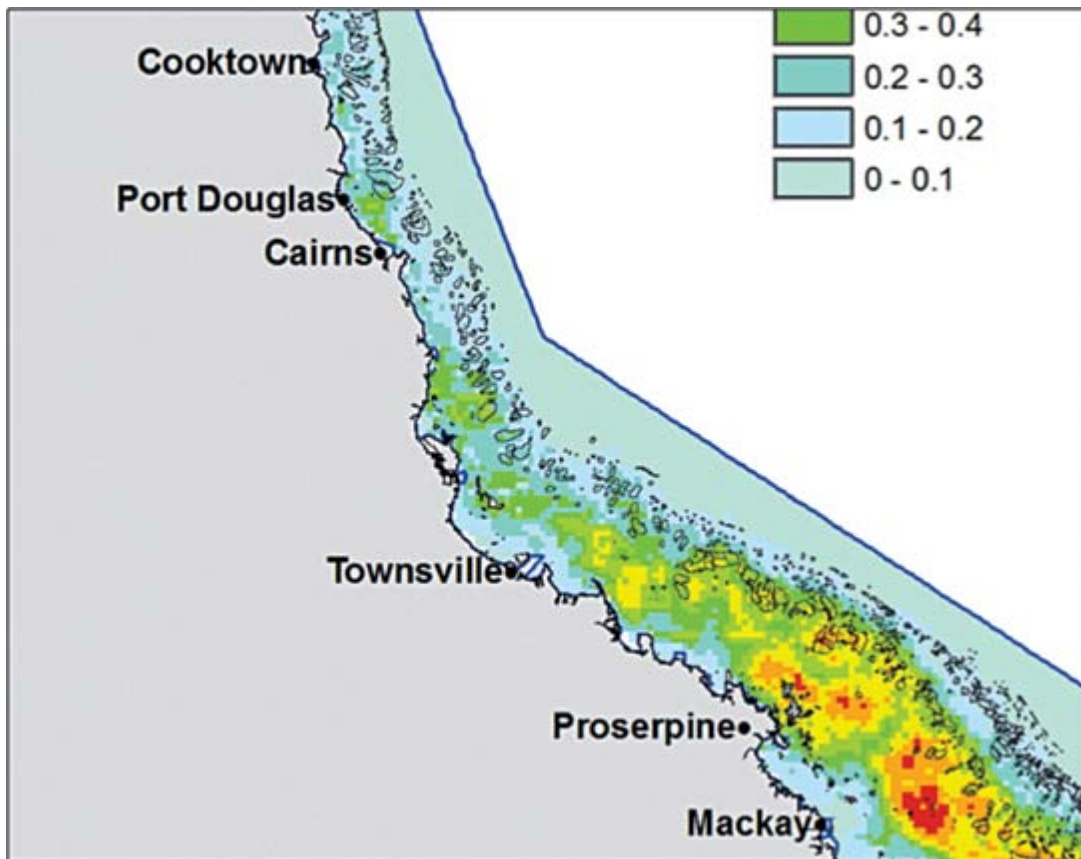 0.3 - 0.4
Cooktown
0.2 - 0.3
0.1 - 0.2
0 - 0.1
Port Douglas
Cairns
Townsville
Proserpine
Mackay